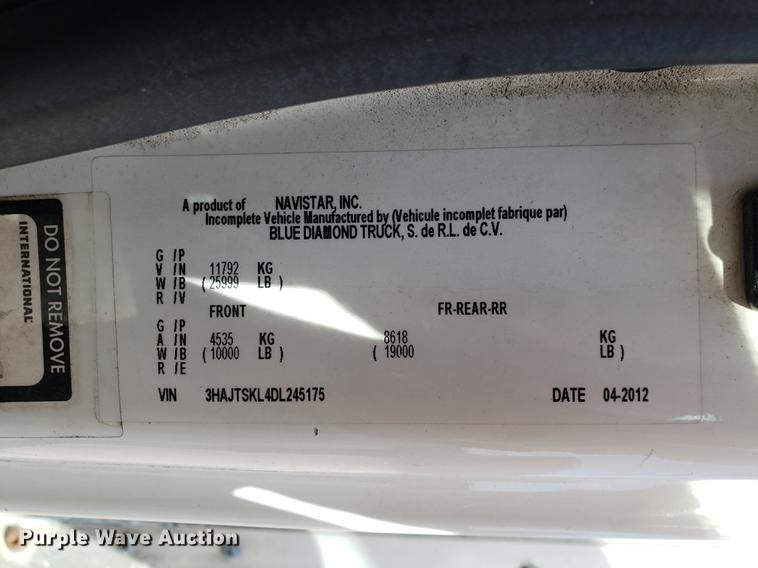 A product of NAVISTAR, INC.
Incomplete Vehicle Manufactured by (Vehicule incomplet fabrique par)
BLUE DIAMOND TRUCK, S. de R.L. de C.V.
G /P
V /N 11792 KG
W /B ( 25999 LB )
R /V
FRONT FR-REAR-RR
G /P
A /N 4535 KG 8618 KG
W /B ( 10000 LB ) ( 19000 LB )
R /E
VIN 3HAJTSKL4DL245175 DATE 04-2012
DO NOT REMOVE
INTERNATIONAL
Purple Wave Auction